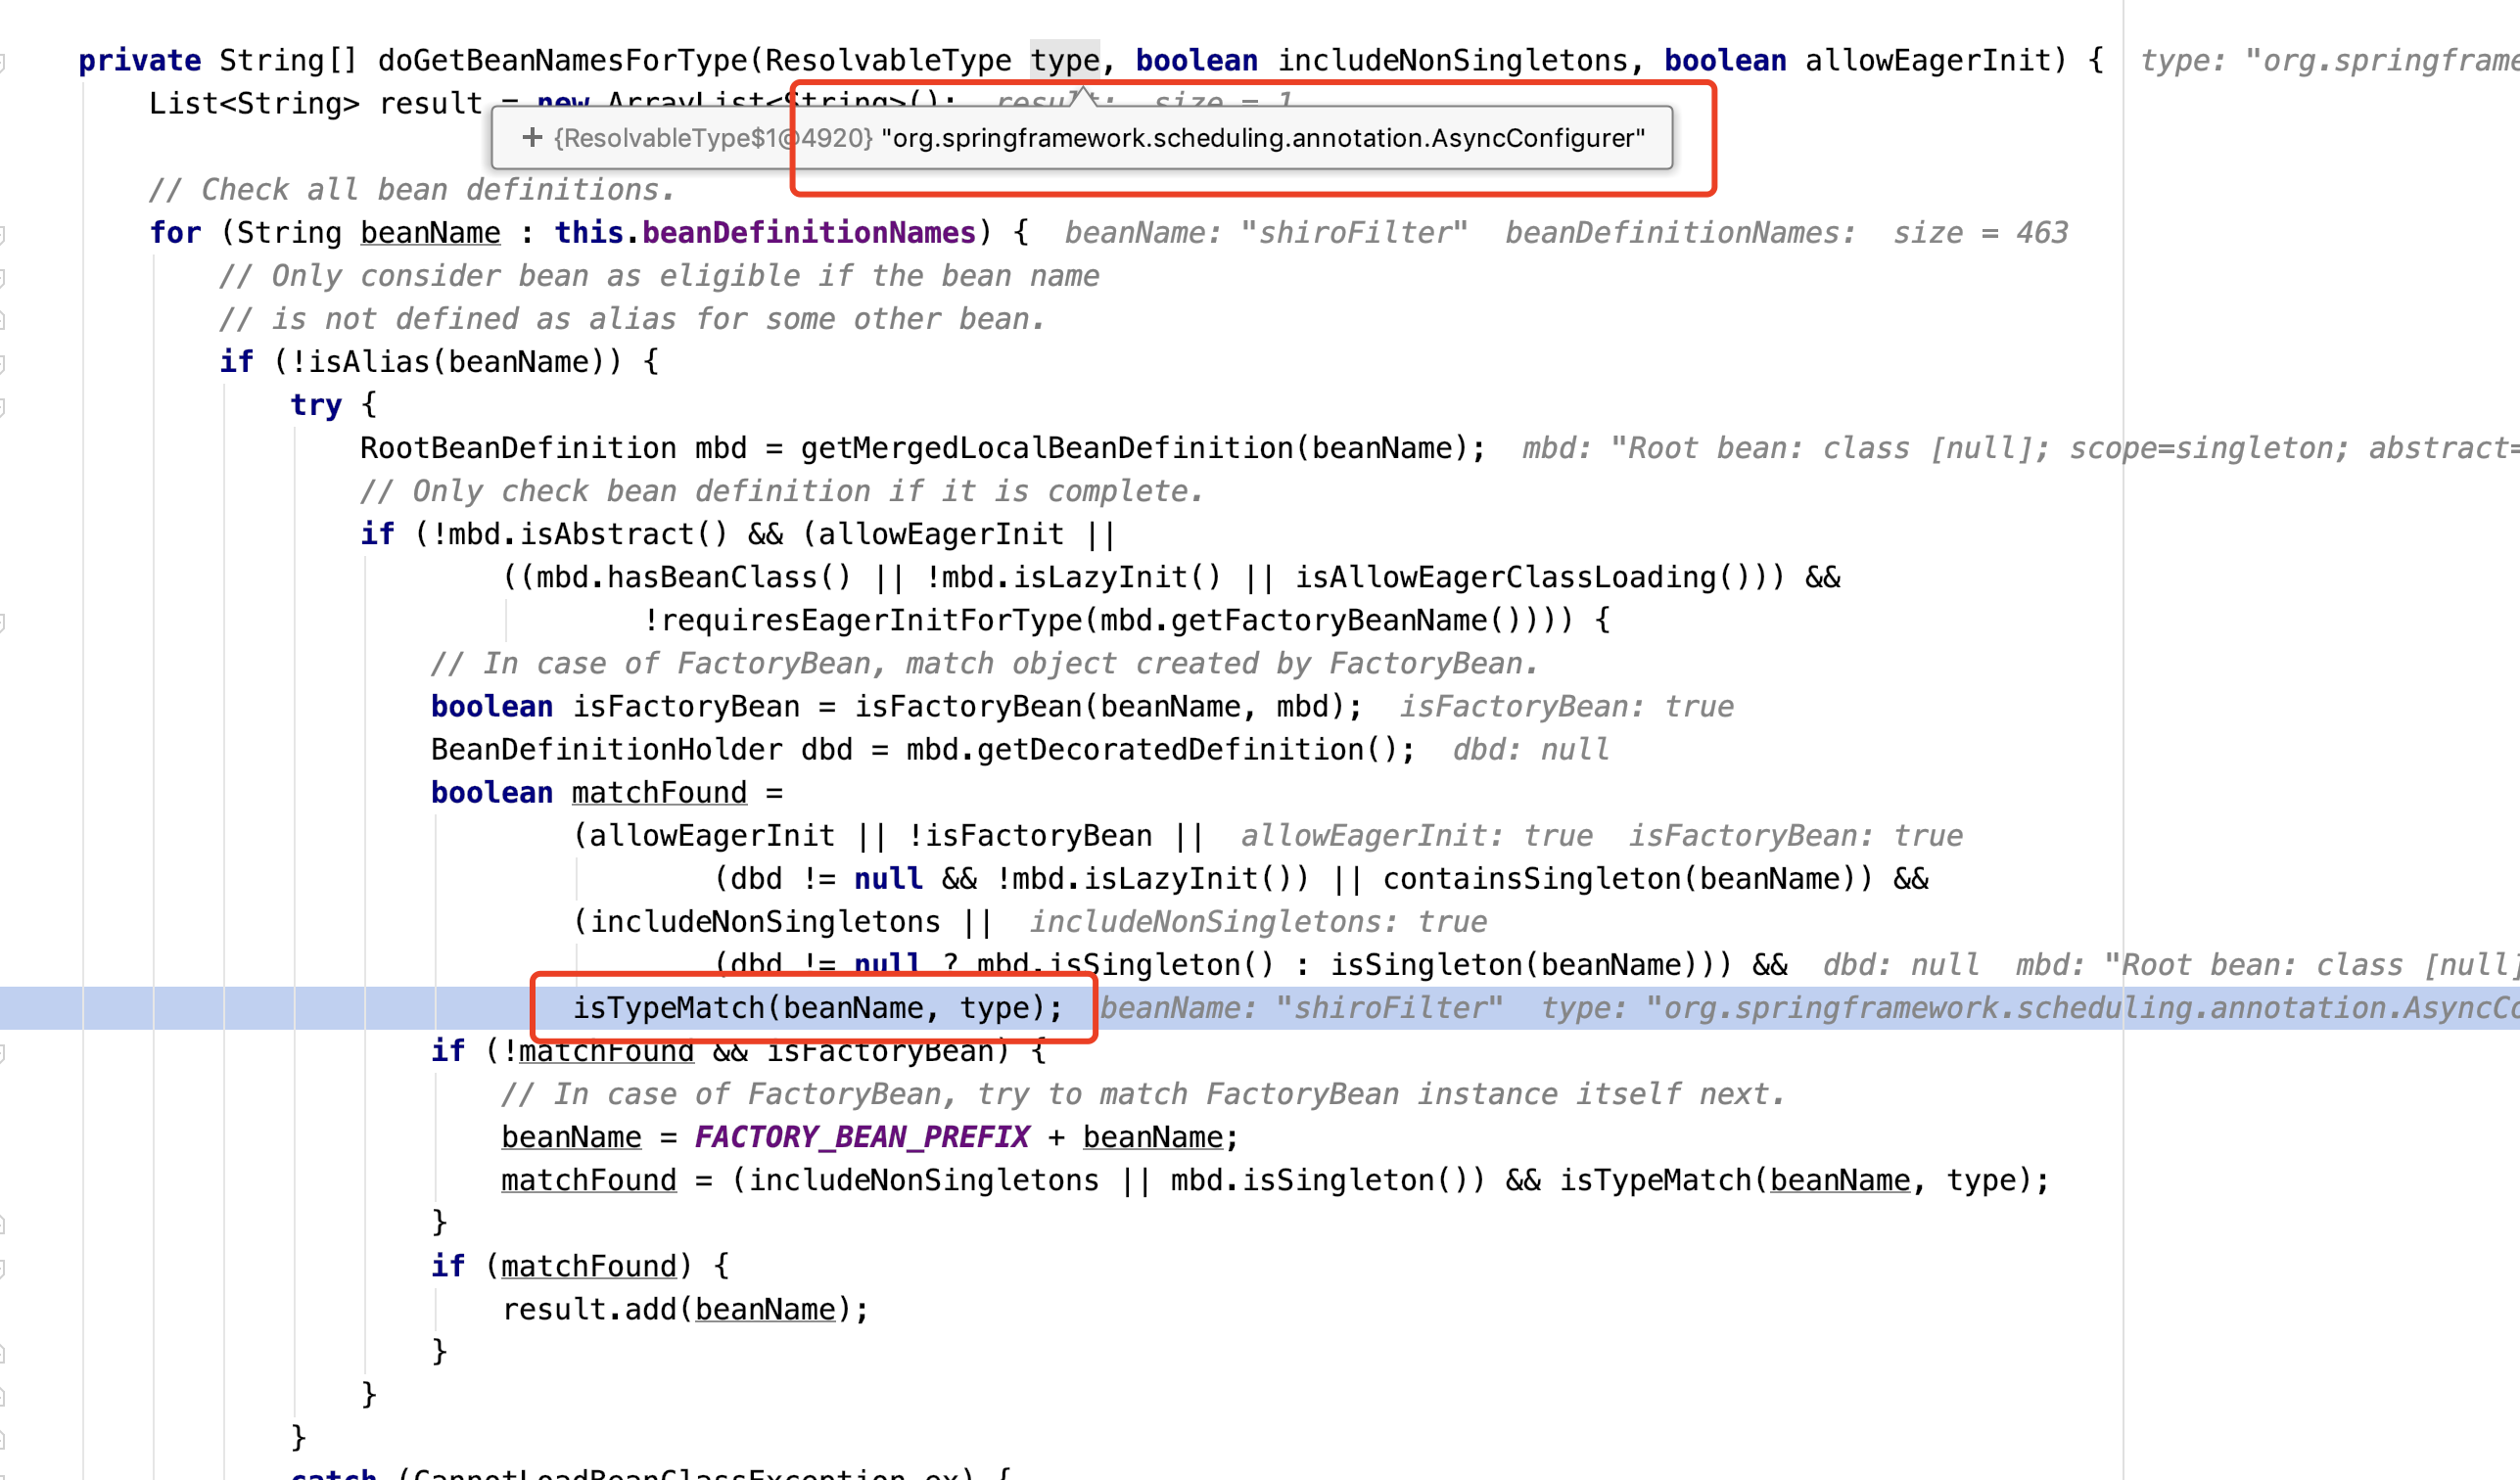 private String[] doGetBeanNamesForType(ResolvableType type, boolean includeNonSingletons, boolean allowEagerInit) { type: "org.springframe
List<String> result = new ArrayList<String>(); result: size = 1
+ {ResolvableType$1@4920} "org.springframework.scheduling.annotation.AsyncConfigurer"
// Check all bean definitions.
for (String beanName : this.beanDefinitionNames) { beanName: "shiroFilter" beanDefinitionNames: size = 463
// Only consider bean as eligible if the bean name
// is not defined as alias for some other bean.
if (!isAlias(beanName)) {
try {
RootBeanDefinition mbd = getMergedLocalBeanDefinition(beanName); mbd: "Root bean: class [null]; scope=singleton; abstract=
// Only check bean definition if it is complete.
if (!mbd.isAbstract() && (allowEagerInit ||
((mbd.hasBeanClass() || !mbd.isLazyInit() || isAllowEagerClassLoading())) &&
!requiresEagerInitForType(mbd.getFactoryBeanName()))) {
// In case of FactoryBean, match object created by FactoryBean.
boolean isFactoryBean = isFactoryBean(beanName, mbd); isFactoryBean: true
BeanDefinitionHolder dbd = mbd.getDecoratedDefinition(); dbd: null
boolean matchFound =
(allowEagerInit || !isFactoryBean || allowEagerInit: true isFactoryBean: true
(dbd != null && !mbd.isLazyInit()) || containsSingleton(beanName)) &&
(includeNonSingletons || includeNonSingletons: true
(dbd != null ? mbd.isSingleton() : isSingleton(beanName))) && dbd: null mbd: "Root bean: class [null]
isTypeMatch(beanName, type); beanName: "shiroFilter" type: "org.springframework.scheduling.annotation.AsyncCo
if (!matchFound && isFactoryBean) {
// In case of FactoryBean, try to match FactoryBean instance itself next.
beanName = FACTORY_BEAN_PREFIX + beanName;
matchFound = (includeNonSingletons || mbd.isSingleton()) && isTypeMatch(beanName, type);
}
if (matchFound) {
result.add(beanName);
}
}
}
catch (CannotLoadBeanClassException ex) {